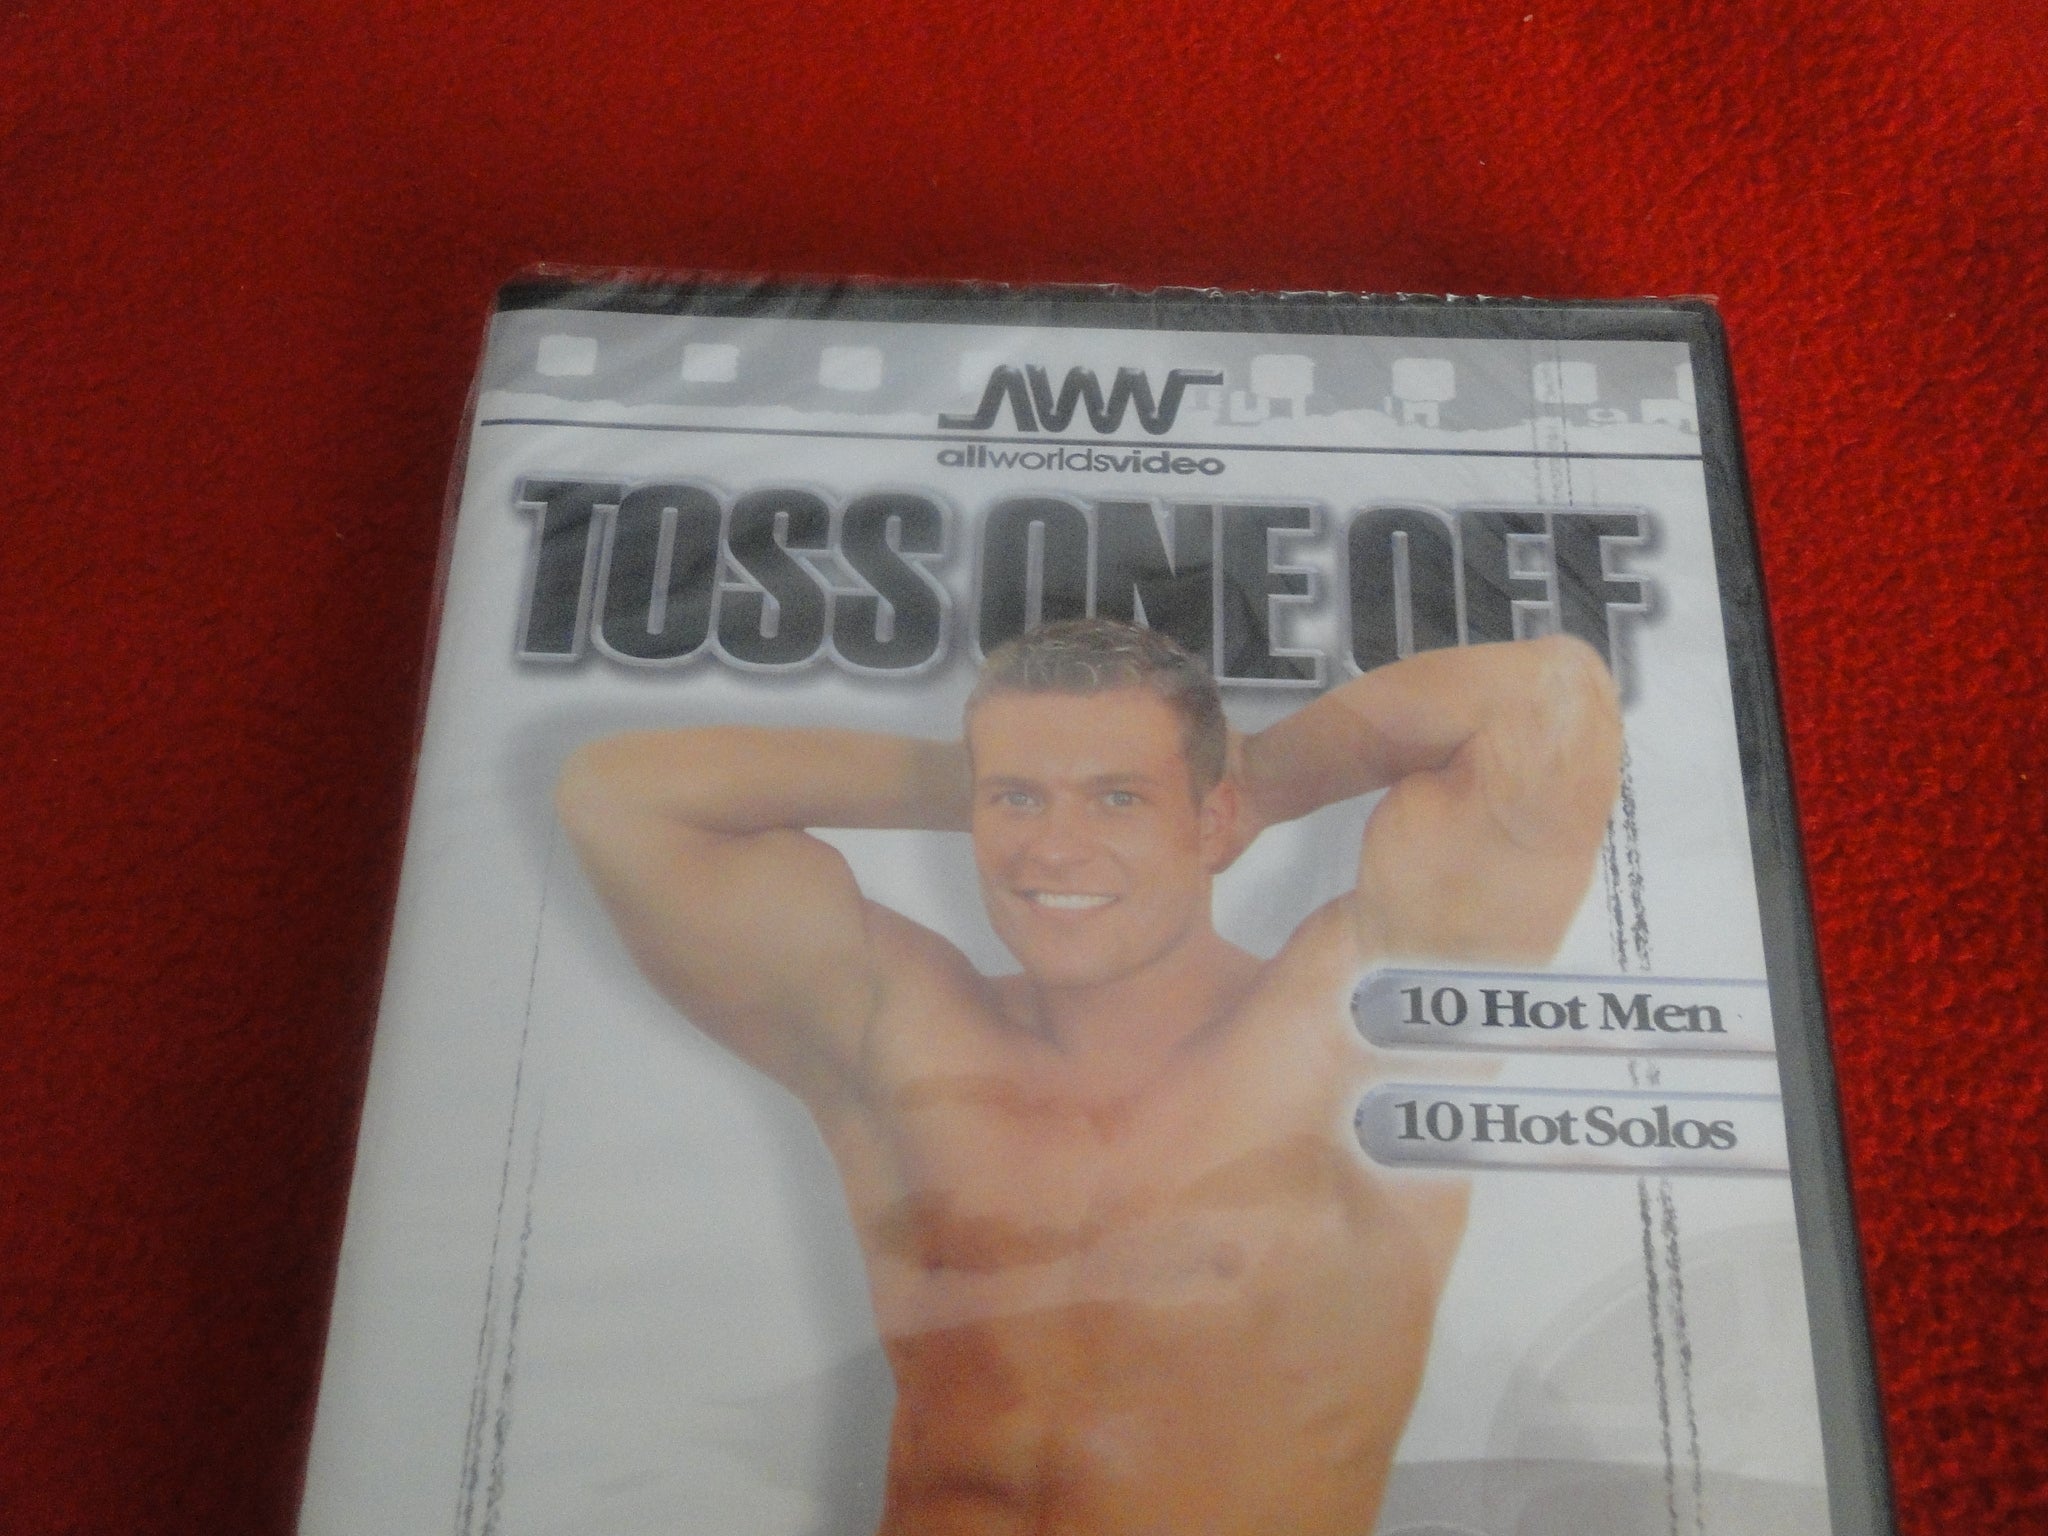 AWV
allworldsvideo
TOSS ONE OFF
10 Hot Men
10 Hot Solos